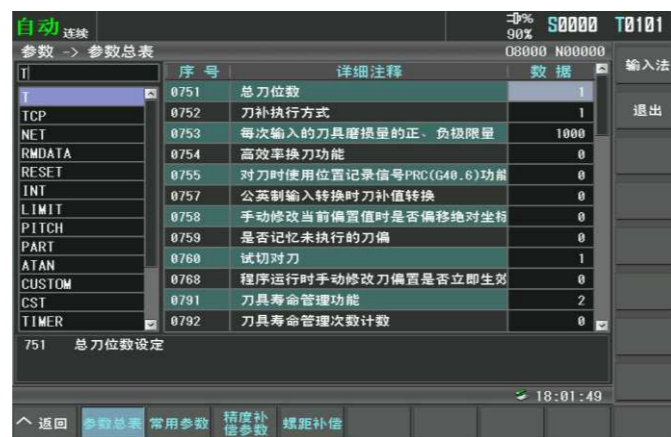 自动 连续
90% S0000 T0101
参数 -> 参数总表 O8000 N00000
T
序 号 详细注释 数 据
T
TCP
NET
RMDATA
RESET
INT
LIMIT
PITCH
PART
ATAN
CUSTOM
CST
TIMER
0751 总刀位数 1
0752 刀补执行方式 1
0753 每次输入的刀具磨损量的正、负极限量 1000
0754 高效率换刀功能 0
0755 对刀时使用位置记录信号PRC(G40.6)功能 0
0757 公英制输入转换时刀补值转换 0
0758 手动修改当前偏置值时是否偏移绝对坐标 0
0759 是否记忆未执行的刀偏 0
0760 试切对刀 1
0768 程序运行时手动修改刀偏置是否立即生效 0
0791 刀具寿命管理功能 2
0792 刀具寿命管理次数计数 0
751 总刀位数设定
18:01:49
输入法
退出
返回 参数总表 常用参数 精度补偿参数 螺距补偿